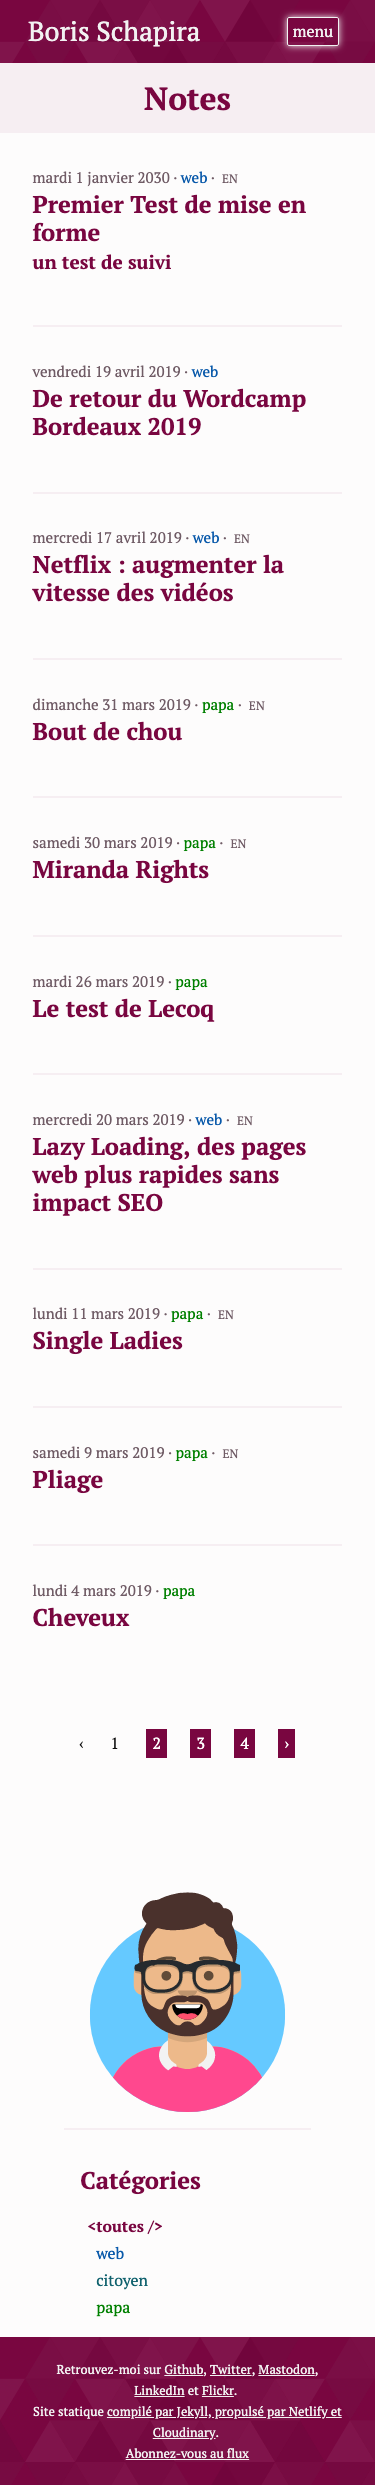 Boris Schapira
menu
Notes
mardi 1 janvier 2030 · web · EN
Premier Test de mise en
forme
un test de suivi
vendredi 19 avril 2019 · web
De retour du Wordcamp
Bordeaux 2019
mercredi 17 avril 2019 · web · EN
Netflix : augmenter la
vitesse des vidéos
dimanche 31 mars 2019 · papa · EN
Bout de chou
samedi 30 mars 2019 · papa · EN
Miranda Rights
mardi 26 mars 2019 · papa
Le test de Lecoq
mercredi 20 mars 2019 · web · EN
Lazy Loading, des pages
web plus rapides sans
impact SEO
lundi 11 mars 2019 · papa · EN
Single Ladies
samedi 9 mars 2019 · papa · EN
Pliage
lundi 4 mars 2019 · papa
Cheveux
‹ 1 2 3 4 ›
Catégories
<toutes />
web
citoyen
papa
Retrouvez-moi sur Github, Twitter, Mastodon,
LinkedIn et Flickr.
Site statique compilé par Jekyll, propulsé par Netlify et
Cloudinary.
Abonnez-vous au flux